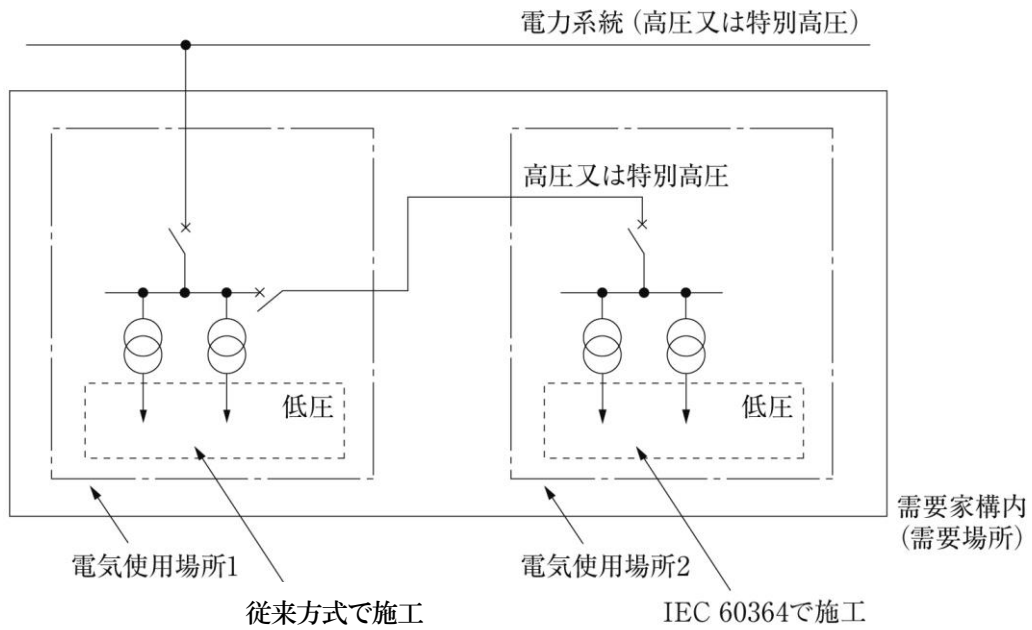 電力系統（高圧又は特別高圧）
高圧又は特別高圧
低圧
低圧
需要家構内
（需要場所）
電気使用場所1
電気使用場所2
従来方式で施工
IEC 60364で施工